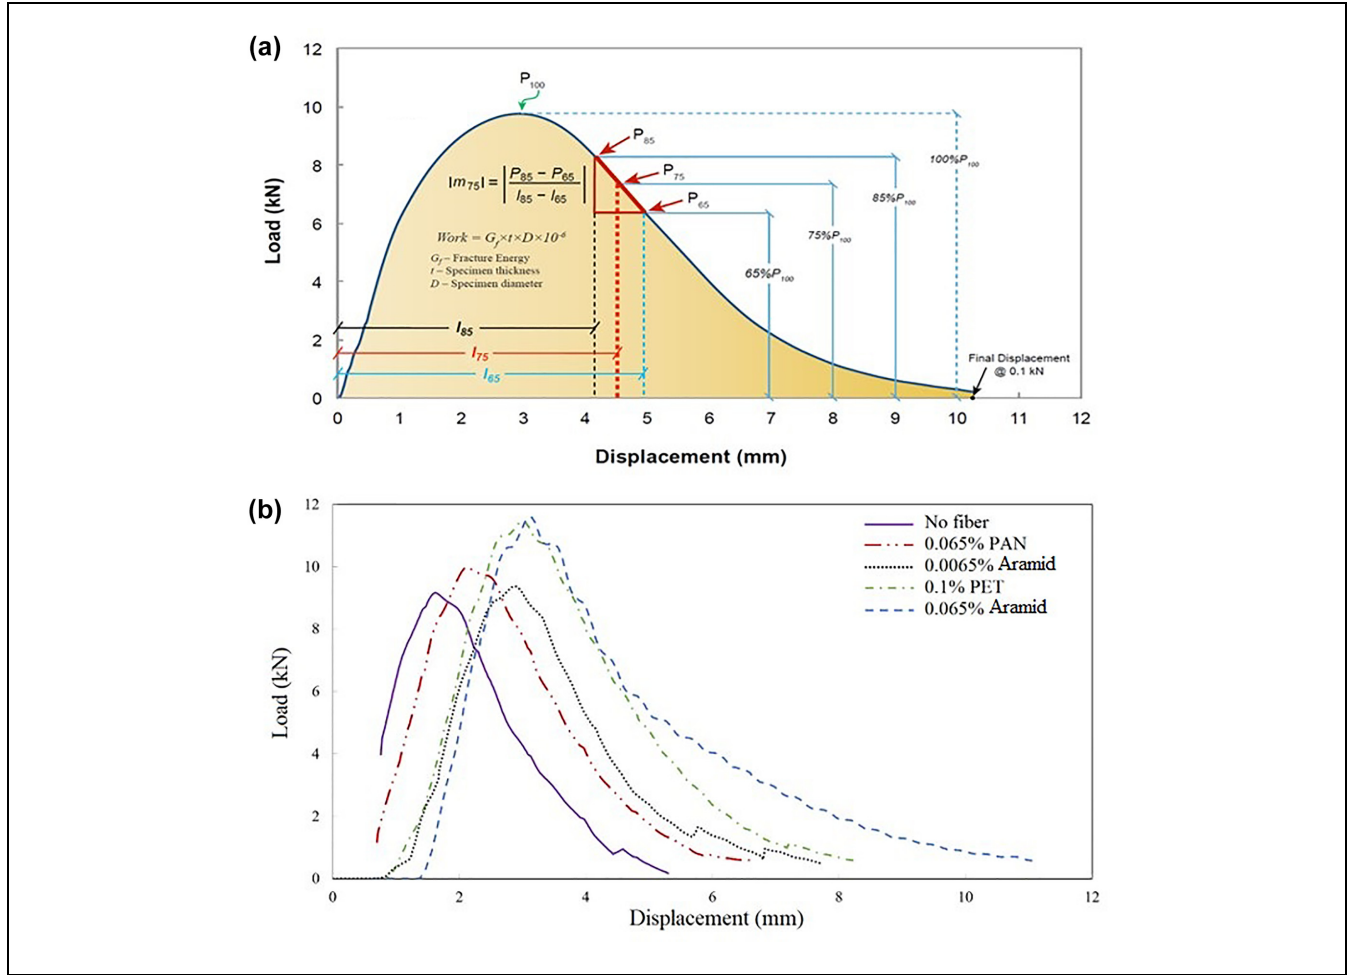 (a)
12
10
8
6
4
2
0
Load (kN)
P100
P85
P75
P65
|m75| = |P85 − P65 / l85 − l65|
Work = Gf×t×D×10-6
Gf – Fracture Energy
t – Specimen thickness
D – Specimen diameter
100%P100
85%P100
75%P100
65%P100
l85
l75
l65
Final Displacement
@ 0.1 kN
0 1 2 3 4 5 6 7 8 9 10 11 12
Displacement (mm)
(b)
12
10
8
6
4
2
0
Load (kN)
No fiber
0.065% PAN
0.0065% Aramid
0.1% PET
0.065% Aramid
0 2 4 6 8 10 12
Displacement (mm)